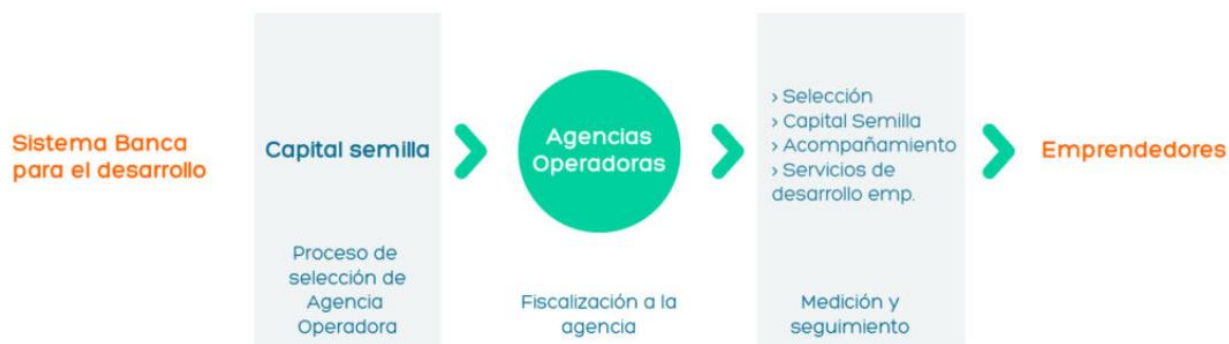 Sistema Banca
para el desarrollo
Capital semilla
Proceso de
selección de
Agencia
Operadora
Agencias
Operadoras
Fiscalización a la
agencia
› Selección
› Capital Semilla
› Acompañamiento
› Servicios de
desarrollo emp.
Medición y
seguimiento
Emprendedores